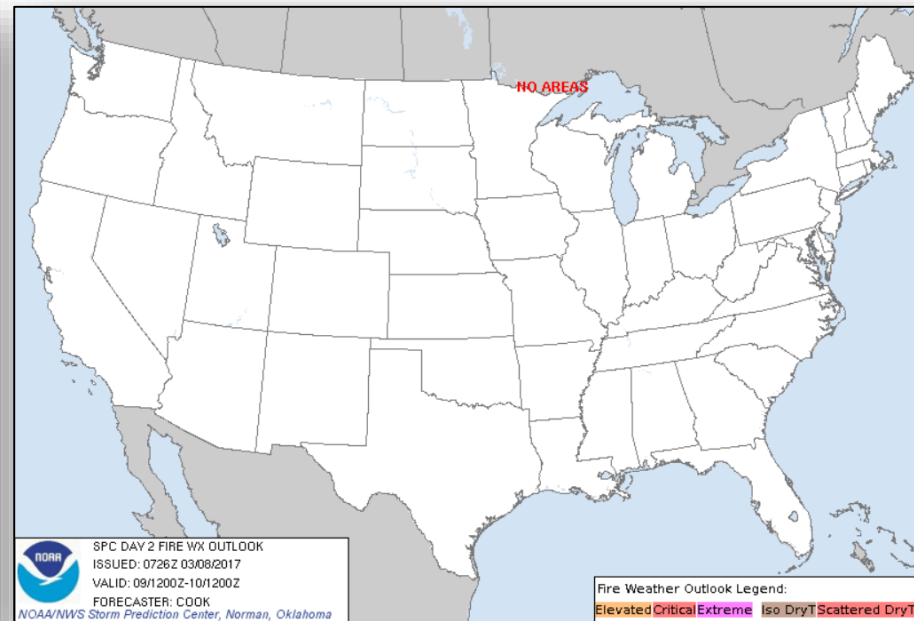 NO AREAS
NOAA
SPC DAY 2 FIRE WX OUTLOOK
ISSUED: 0726Z 03/08/2017
VALID: 09/1200Z-10/1200Z
FORECASTER: COOK
NOAA/NWS Storm Prediction Center, Norman, Oklahoma
Fire Weather Outlook Legend:
Elevated Critical Extreme Iso DryT Scattered DryT